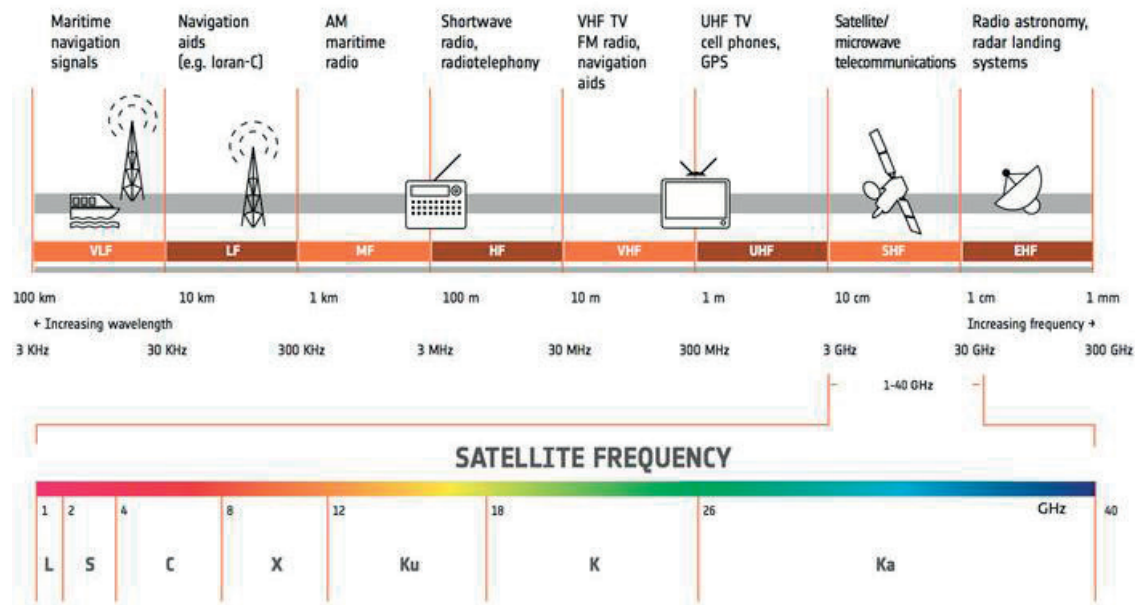 Maritime
navigation
signals
Navigation
aids
(e.g. loran-C)
AM
maritime
radio
Shortwave
radio,
radiotelephony
VHF TV
FM radio,
navigation
aids
UHF TV
cell phones,
GPS
Satellite/
microwave
telecommunications
Radio astronomy,
radar landing
systems
VLF LF MF HF VHF UHF SHF EHF
100 km 10 km 1 km 100 m 10 m 1 m 10 cm 1 cm 1 mm
← Increasing wavelength Increasing frequency →
3 KHz 30 KHz 300 KHz 3 MHz 30 MHz 300 MHz 3 GHz 30 GHz 300 GHz
1-40 GHz
SATELLITE FREQUENCY
1 2 4 8 12 18 26 GHz 40
L S C X Ku K Ka